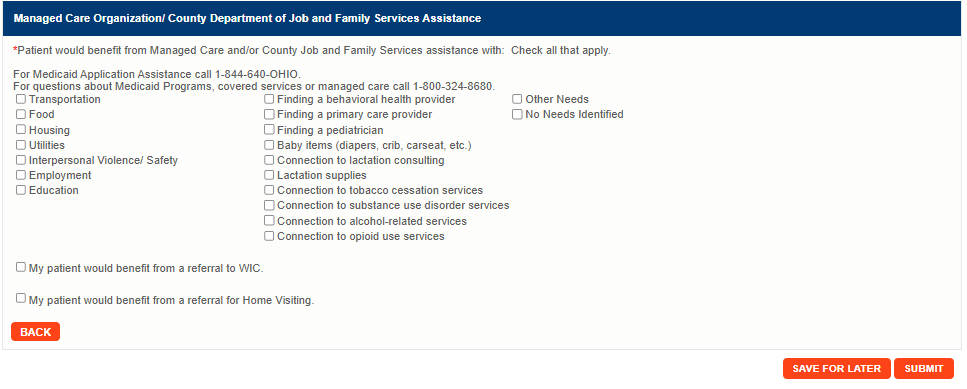 Managed Care Organization/ County Department of Job and Family Services Assistance
*Patient would benefit from Managed Care and/or County Job and Family Services assistance with:  Check all that apply.
For Medicaid Application Assistance call 1-844-640-OHIO.
For questions about Medicaid Programs, covered services or managed care call 1-800-324-8680.
Transportation
Food
Housing
Utilities
Interpersonal Violence/ Safety
Employment
Education
Finding a behavioral health provider
Finding a primary care provider
Finding a pediatrician
Baby items (diapers, crib, carseat, etc.)
Connection to lactation consulting
Lactation supplies
Connection to tobacco cessation services
Connection to substance use disorder services
Connection to alcohol-related services
Connection to opioid use services
Other Needs
No Needs Identified
My patient would benefit from a referral to WIC.
My patient would benefit from a referral for Home Visiting.
BACK
SAVE FOR LATER
SUBMIT